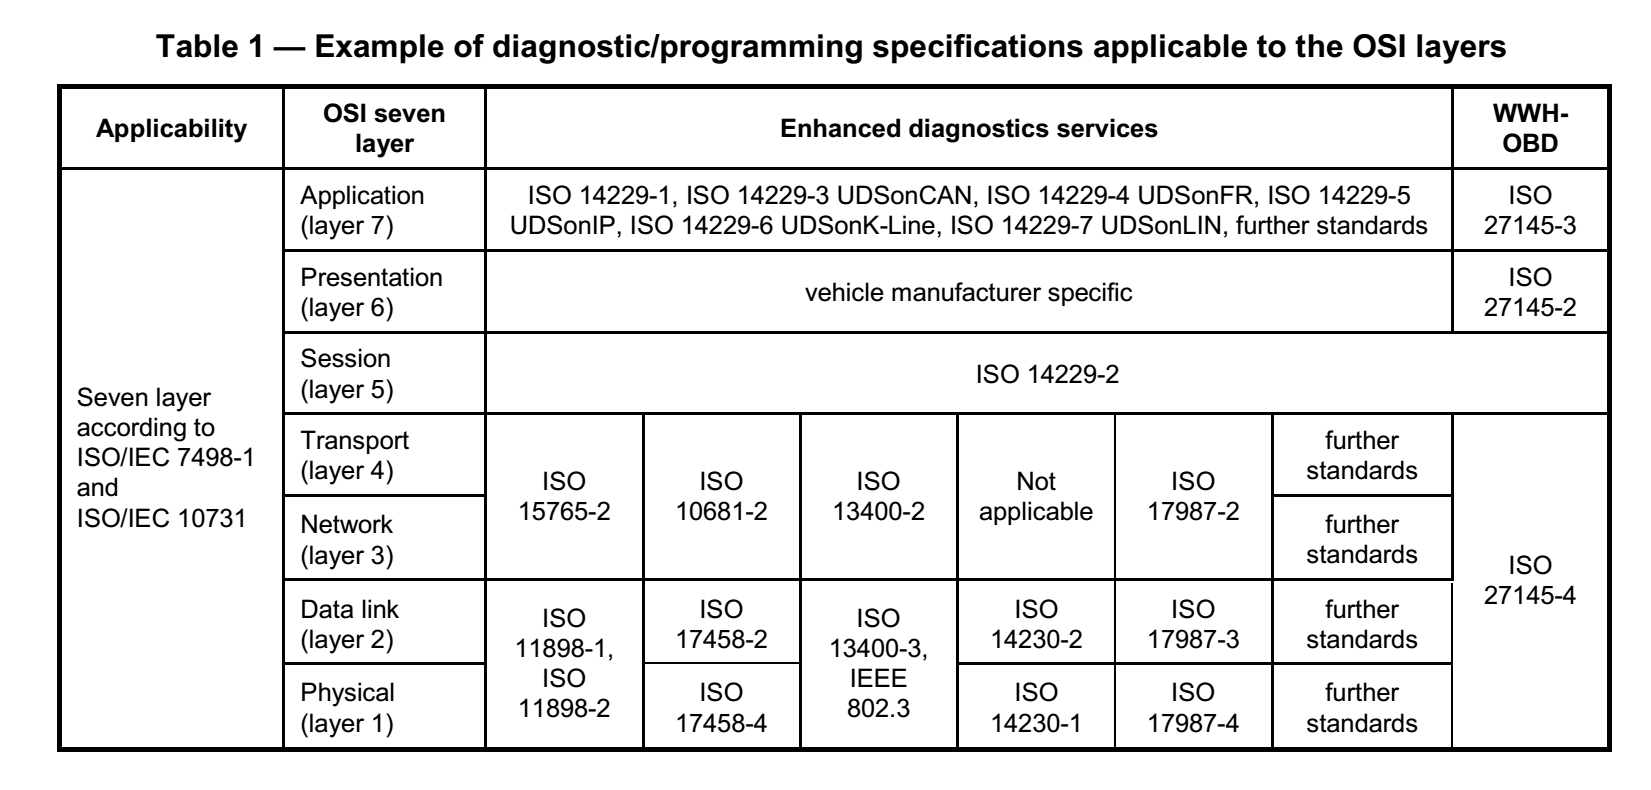 Table 1 — Example of diagnostic/programming specifications applicable to the OSI layers
Applicability
OSI seven
layer
Enhanced diagnostics services
WWH-
OBD
Seven layer
according to
ISO/IEC 7498-1
and
ISO/IEC 10731
Application
(layer 7)
ISO 14229-1, ISO 14229-3 UDSonCAN, ISO 14229-4 UDSonFR, ISO 14229-5
UDSonIP, ISO 14229-6 UDSonK-Line, ISO 14229-7 UDSonLIN, further standards
ISO
27145-3
Presentation
(layer 6)
vehicle manufacturer specific
ISO
27145-2
Session
(layer 5)
ISO 14229-2
Transport
(layer 4)
ISO
15765-2
ISO
10681-2
ISO
13400-2
Not
applicable
ISO
17987-2
further
standards
ISO
27145-4
Network
(layer 3)
further
standards
Data link
(layer 2)
ISO
11898-1,
ISO
11898-2
ISO
17458-2
ISO
13400-3,
IEEE
802.3
ISO
14230-2
ISO
17987-3
further
standards
Physical
(layer 1)
ISO
17458-4
ISO
14230-1
ISO
17987-4
further
standards